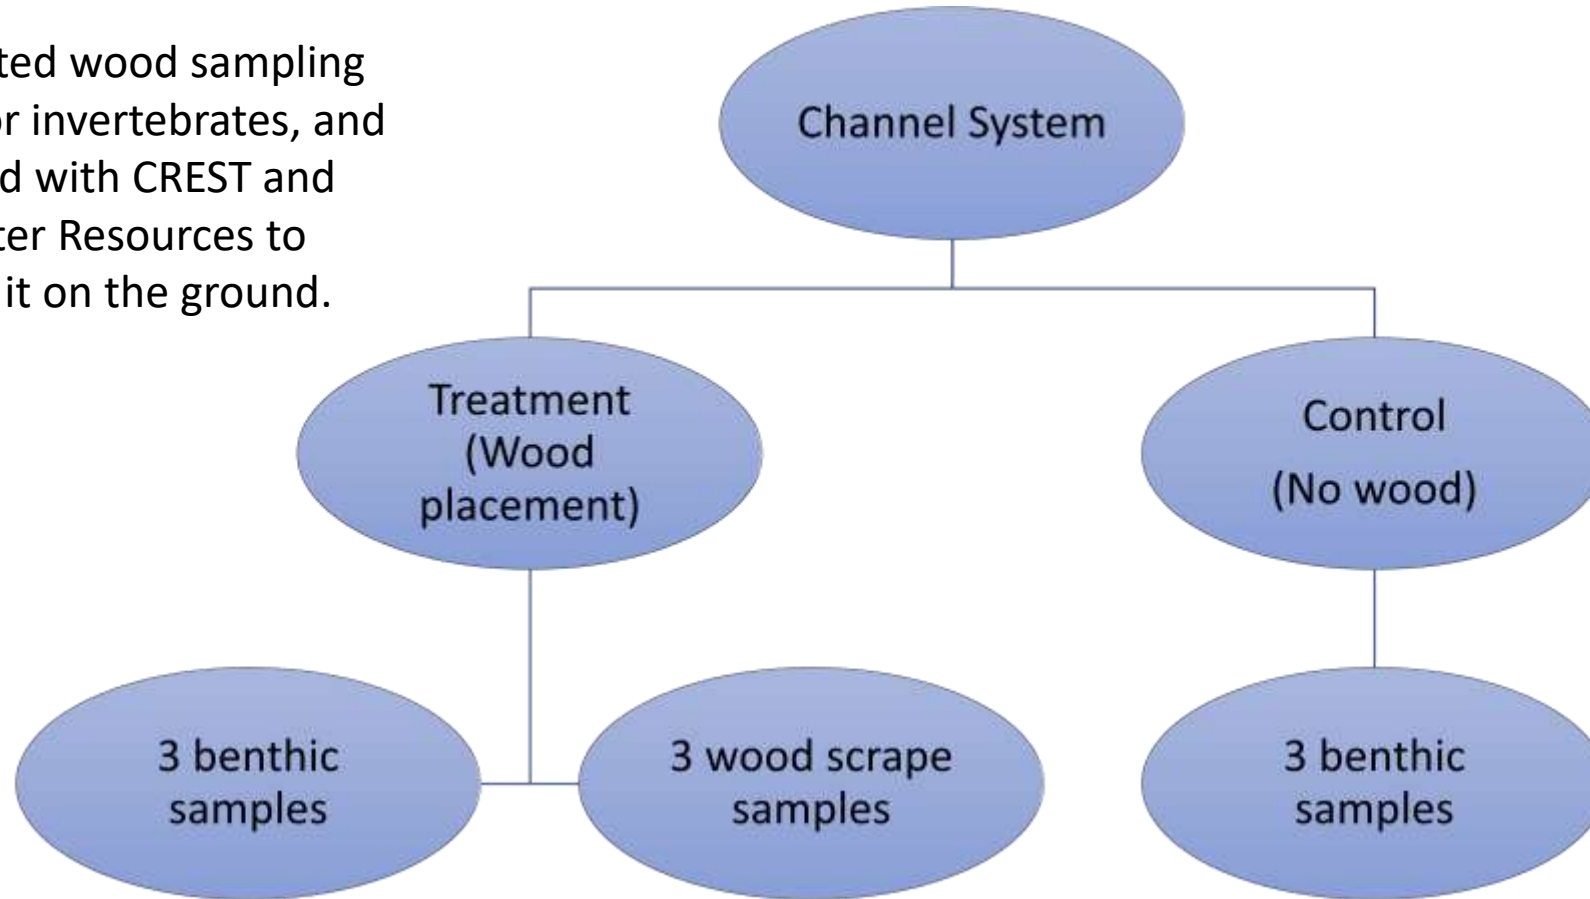 ted wood sampling
or invertebrates, and
d with CREST and
ter Resources to
it on the ground.
Channel System
Treatment
(Wood
placement)
Control
(No wood)
3 benthic
samples
3 wood scrape
samples
3 benthic
samples